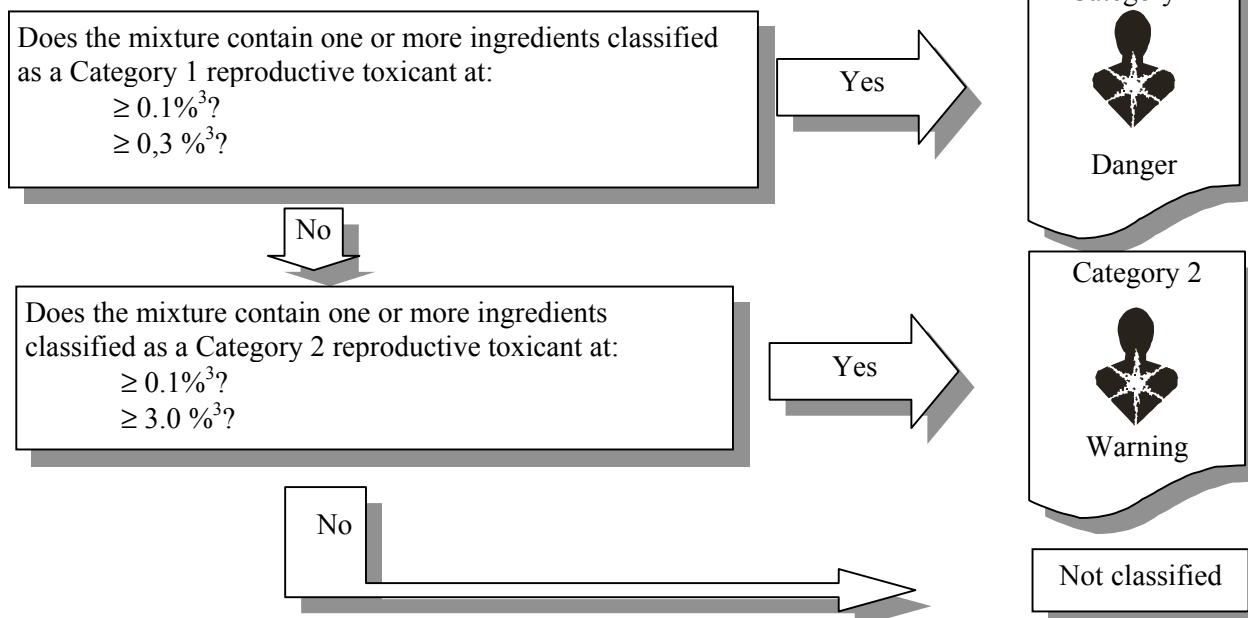 Does the mixture contain one or more ingredients classified
as a Category 1 reproductive toxicant at:
≥ 0.1%³?
≥ 0,3 %³?
Yes
Danger
No
Does the mixture contain one or more ingredients
classified as a Category 2 reproductive toxicant at:
≥ 0.1%³?
≥ 3.0 %³?
Yes
Category 2
Warning
No
Not classified